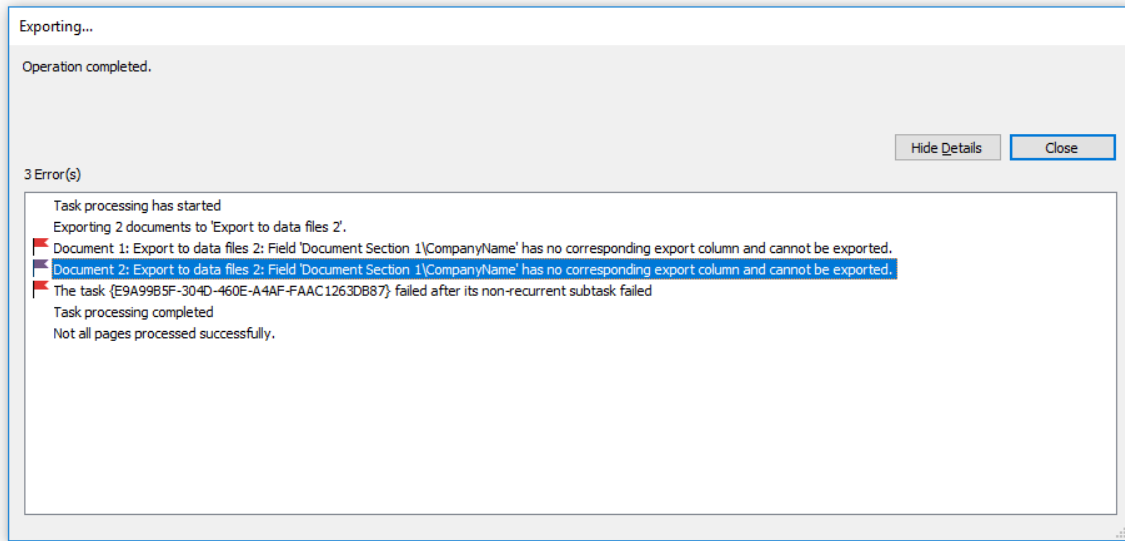 Exporting...
Operation completed.
Hide Details
Close
3 Error(s)
Task processing has started
Exporting 2 documents to 'Export to data files 2'.
Document 1: Export to data files 2: Field 'Document Section 1\CompanyName' has no corresponding export column and cannot be exported.
Document 2: Export to data files 2: Field 'Document Section 1\CompanyName' has no corresponding export column and cannot be exported.
The task {E9A99B5F-304D-460E-A4AF-FAAC1263DB87} failed after its non-recurrent subtask failed
Task processing completed
Not all pages processed successfully.